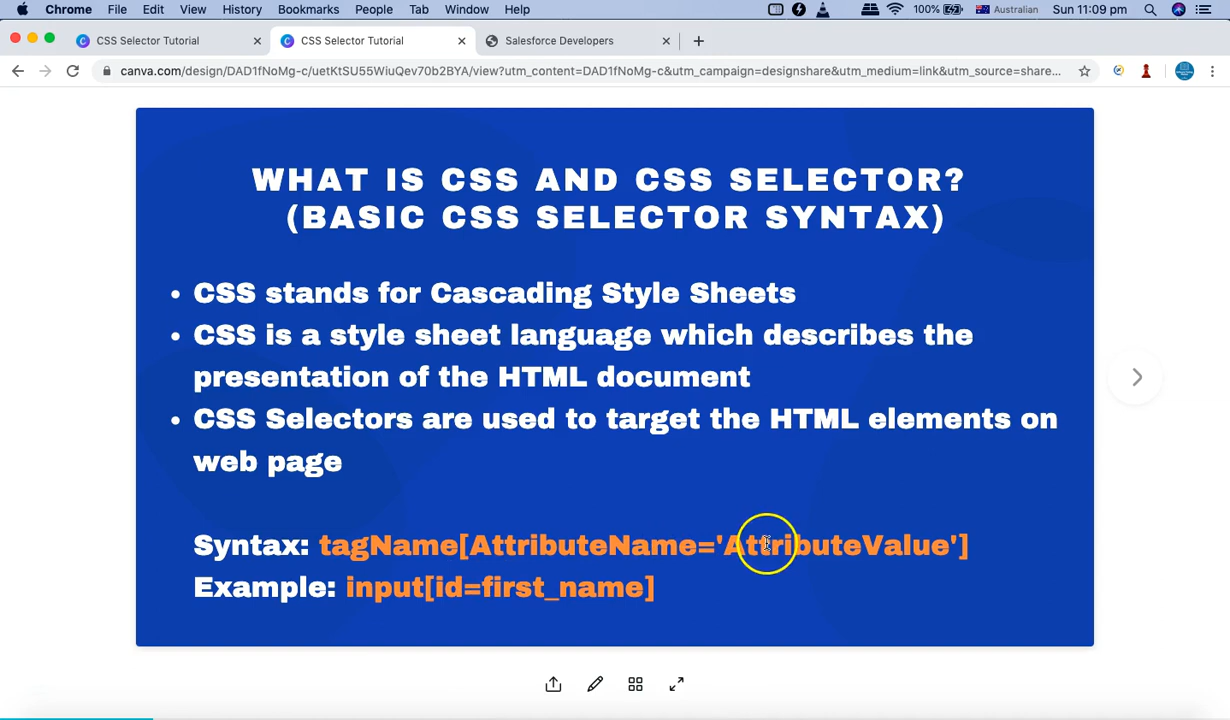 Chrome File Edit View History Bookmarks People Tab Window Help 100% Australian Sun 11:09 pm
CSS Selector Tutorial CSS Selector Tutorial Salesforce Developers
canva.com/design/DAD1fNoMg-c/uetKtSU55WiuQev70b2BYA/view?utm_content=DAD1fNoMg-c&utm_campaign=designshare&utm_medium=link&utm_source=share...
WHAT IS CSS AND CSS SELECTOR?
(BASIC CSS SELECTOR SYNTAX)
• CSS stands for Cascading Style Sheets
• CSS is a style sheet language which describes the
presentation of the HTML document
• CSS Selectors are used to target the HTML elements on
web page
Syntax: tagName[AttributeName='AttributeValue']
Example: input[id=first_name]